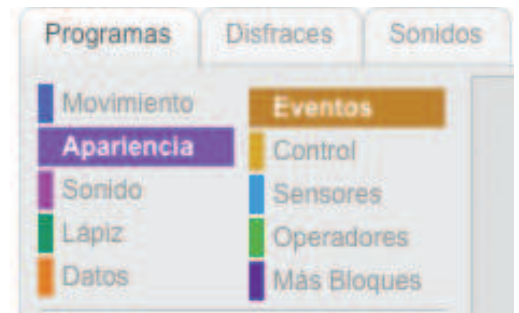 Programas Disfraces Sonidos
Movimiento Eventos
Apariencia Control
Sonido Sensores
Lápiz Operadores
Datos Más Bloques